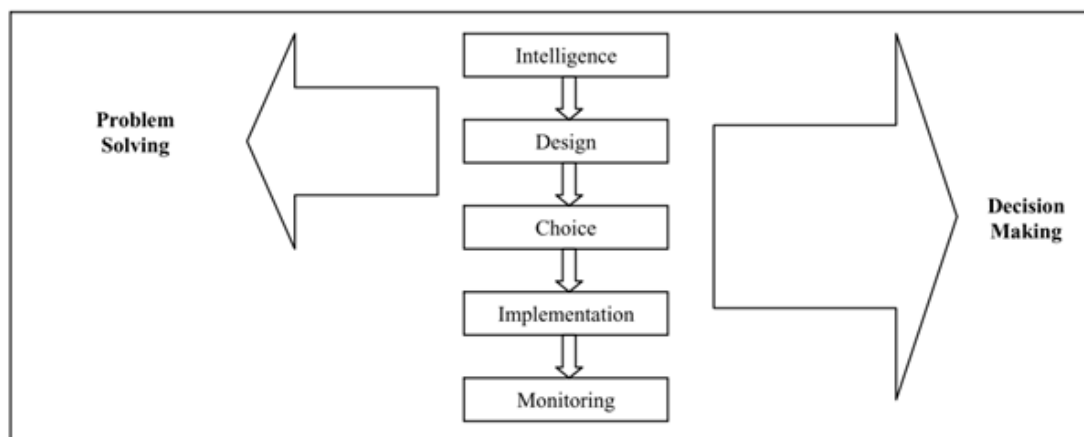 Intelligence
Problem
Solving
Design
Choice
Decision
Making
Implementation
Monitoring